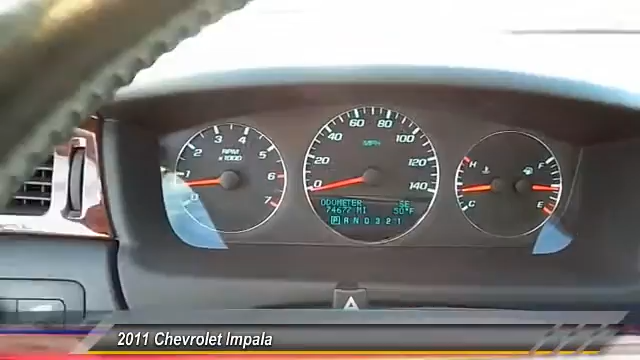 RPM x1000
0 1 2 3 4 5 6 7
MPH
0 20 40 60 80 100 120 140
ODOMETER SE
74672 MI 50°F
P R N D 3 2 1
H C
F E
2011 Chevrolet Impala